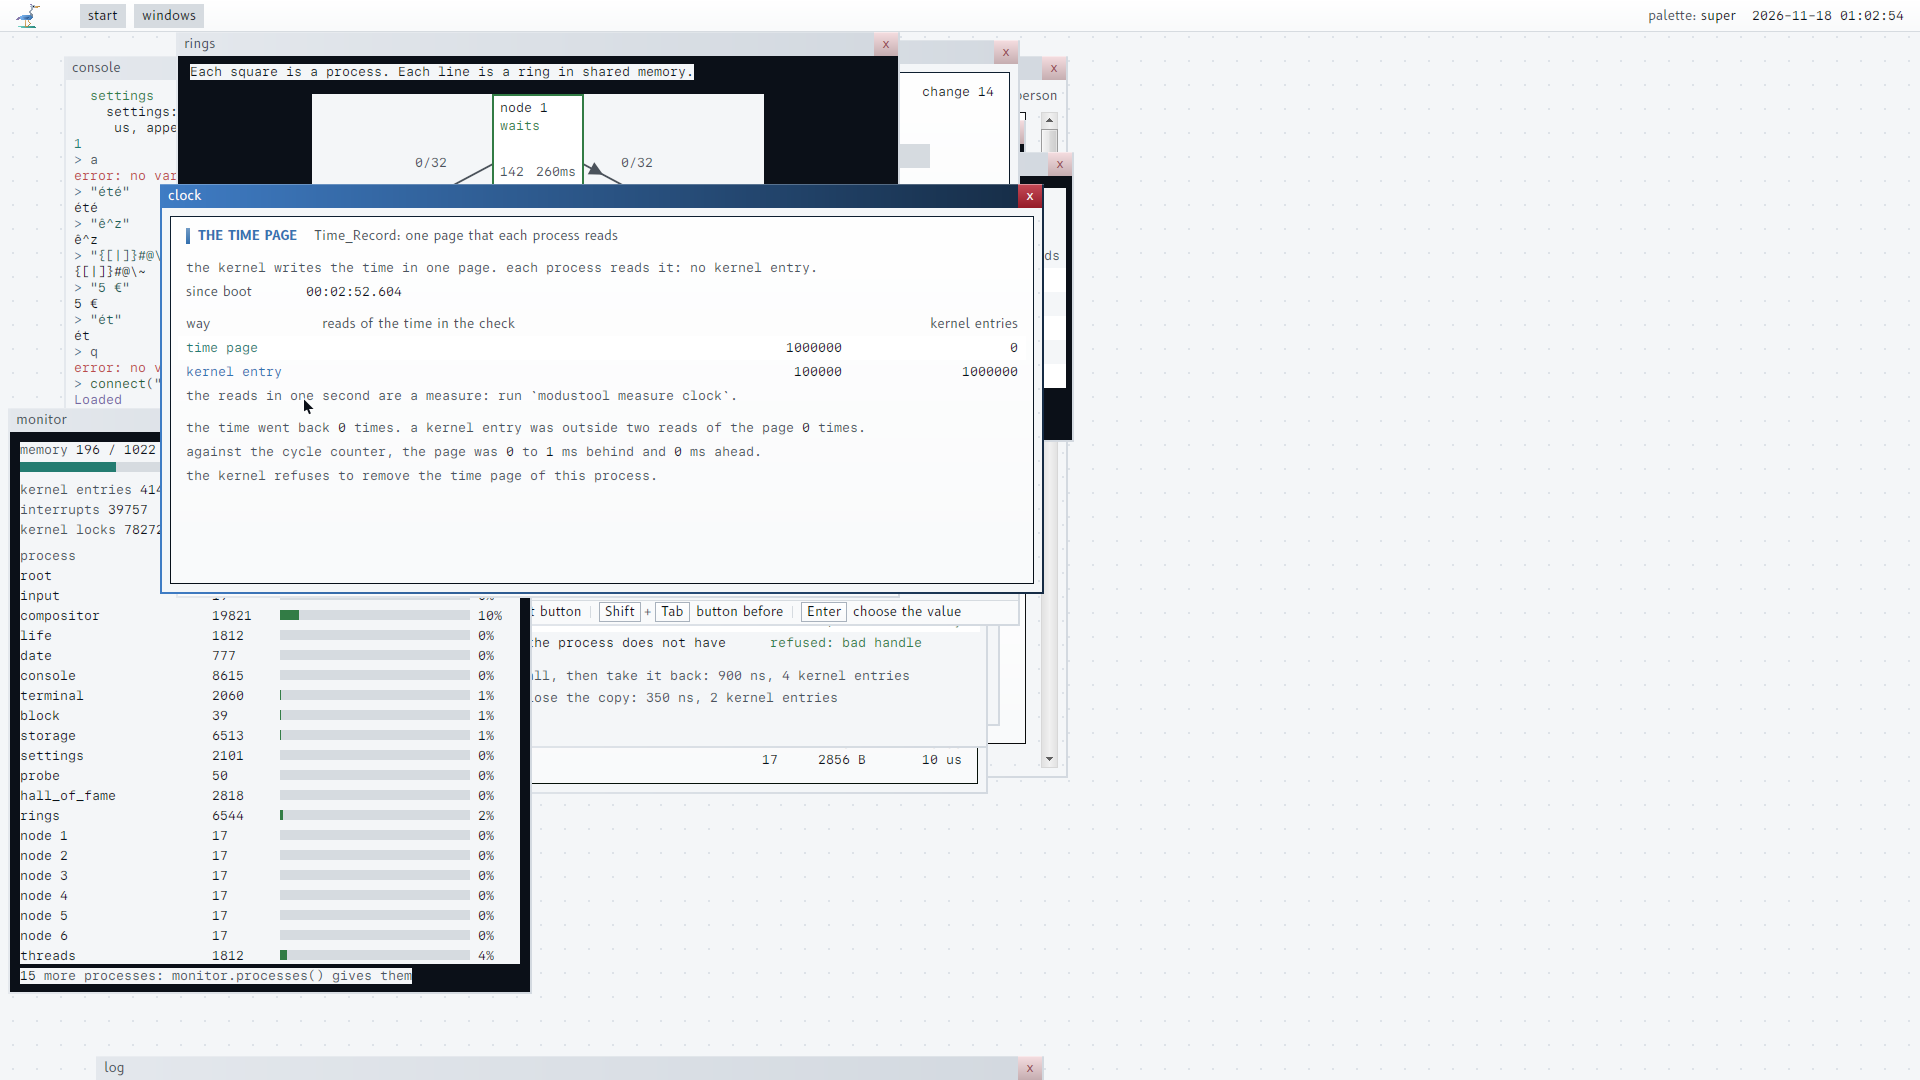 start windows palette: super 2026-11-18 01:02:54
rings
Each square is a process. Each line is a ring in shared memory.
node 1
waits
0/32 0/32
142 260ms
change 14
console
settings
settings:
us, appe
1
> a
error: no var
> "été"
été
> "ê^z"
ê^z
> "{[|]}#@\
{[|]}#@\~
> "5 €"
5 €
> "ét"
ét
> q
error: no v
> connect("
Loaded
clock
THE TIME PAGE Time_Record: one page that each process reads
the kernel writes the time in one page. each process reads it: no kernel entry.
since boot 00:02:52.604
way reads of the time in the check kernel entries
time page 1000000 0
kernel entry 100000 1000000
the reads in one second are a measure: run `modustool measure clock`.
the time went back 0 times. a kernel entry was outside two reads of the page 0 times.
against the cycle counter, the page was 0 to 1 ms behind and 0 ms ahead.
the kernel refuses to remove the time page of this process.
ds
monitor
memory 196 / 1022
kernel entries 414
interrupts 39757
kernel locks 78272
process
root
input
compositor 19821 10%
life 1812 0%
date 777 0%
console 8615 0%
terminal 2060 1%
block 39 1%
storage 6513 1%
settings 2101 0%
probe 50 0%
hall_of_fame 2818 0%
rings 6544 2%
node 1 17 0%
node 2 17 0%
node 3 17 0%
node 4 17 0%
node 5 17 0%
node 6 17 0%
threads 1812 4%
15 more processes: monitor.processes() gives them
button Shift + Tab button before Enter choose the value
the process does not have refused: bad handle
all, then take it back: 900 ns, 4 kernel entries
lose the copy: 350 ns, 2 kernel entries
17 2856 B 10 us
log